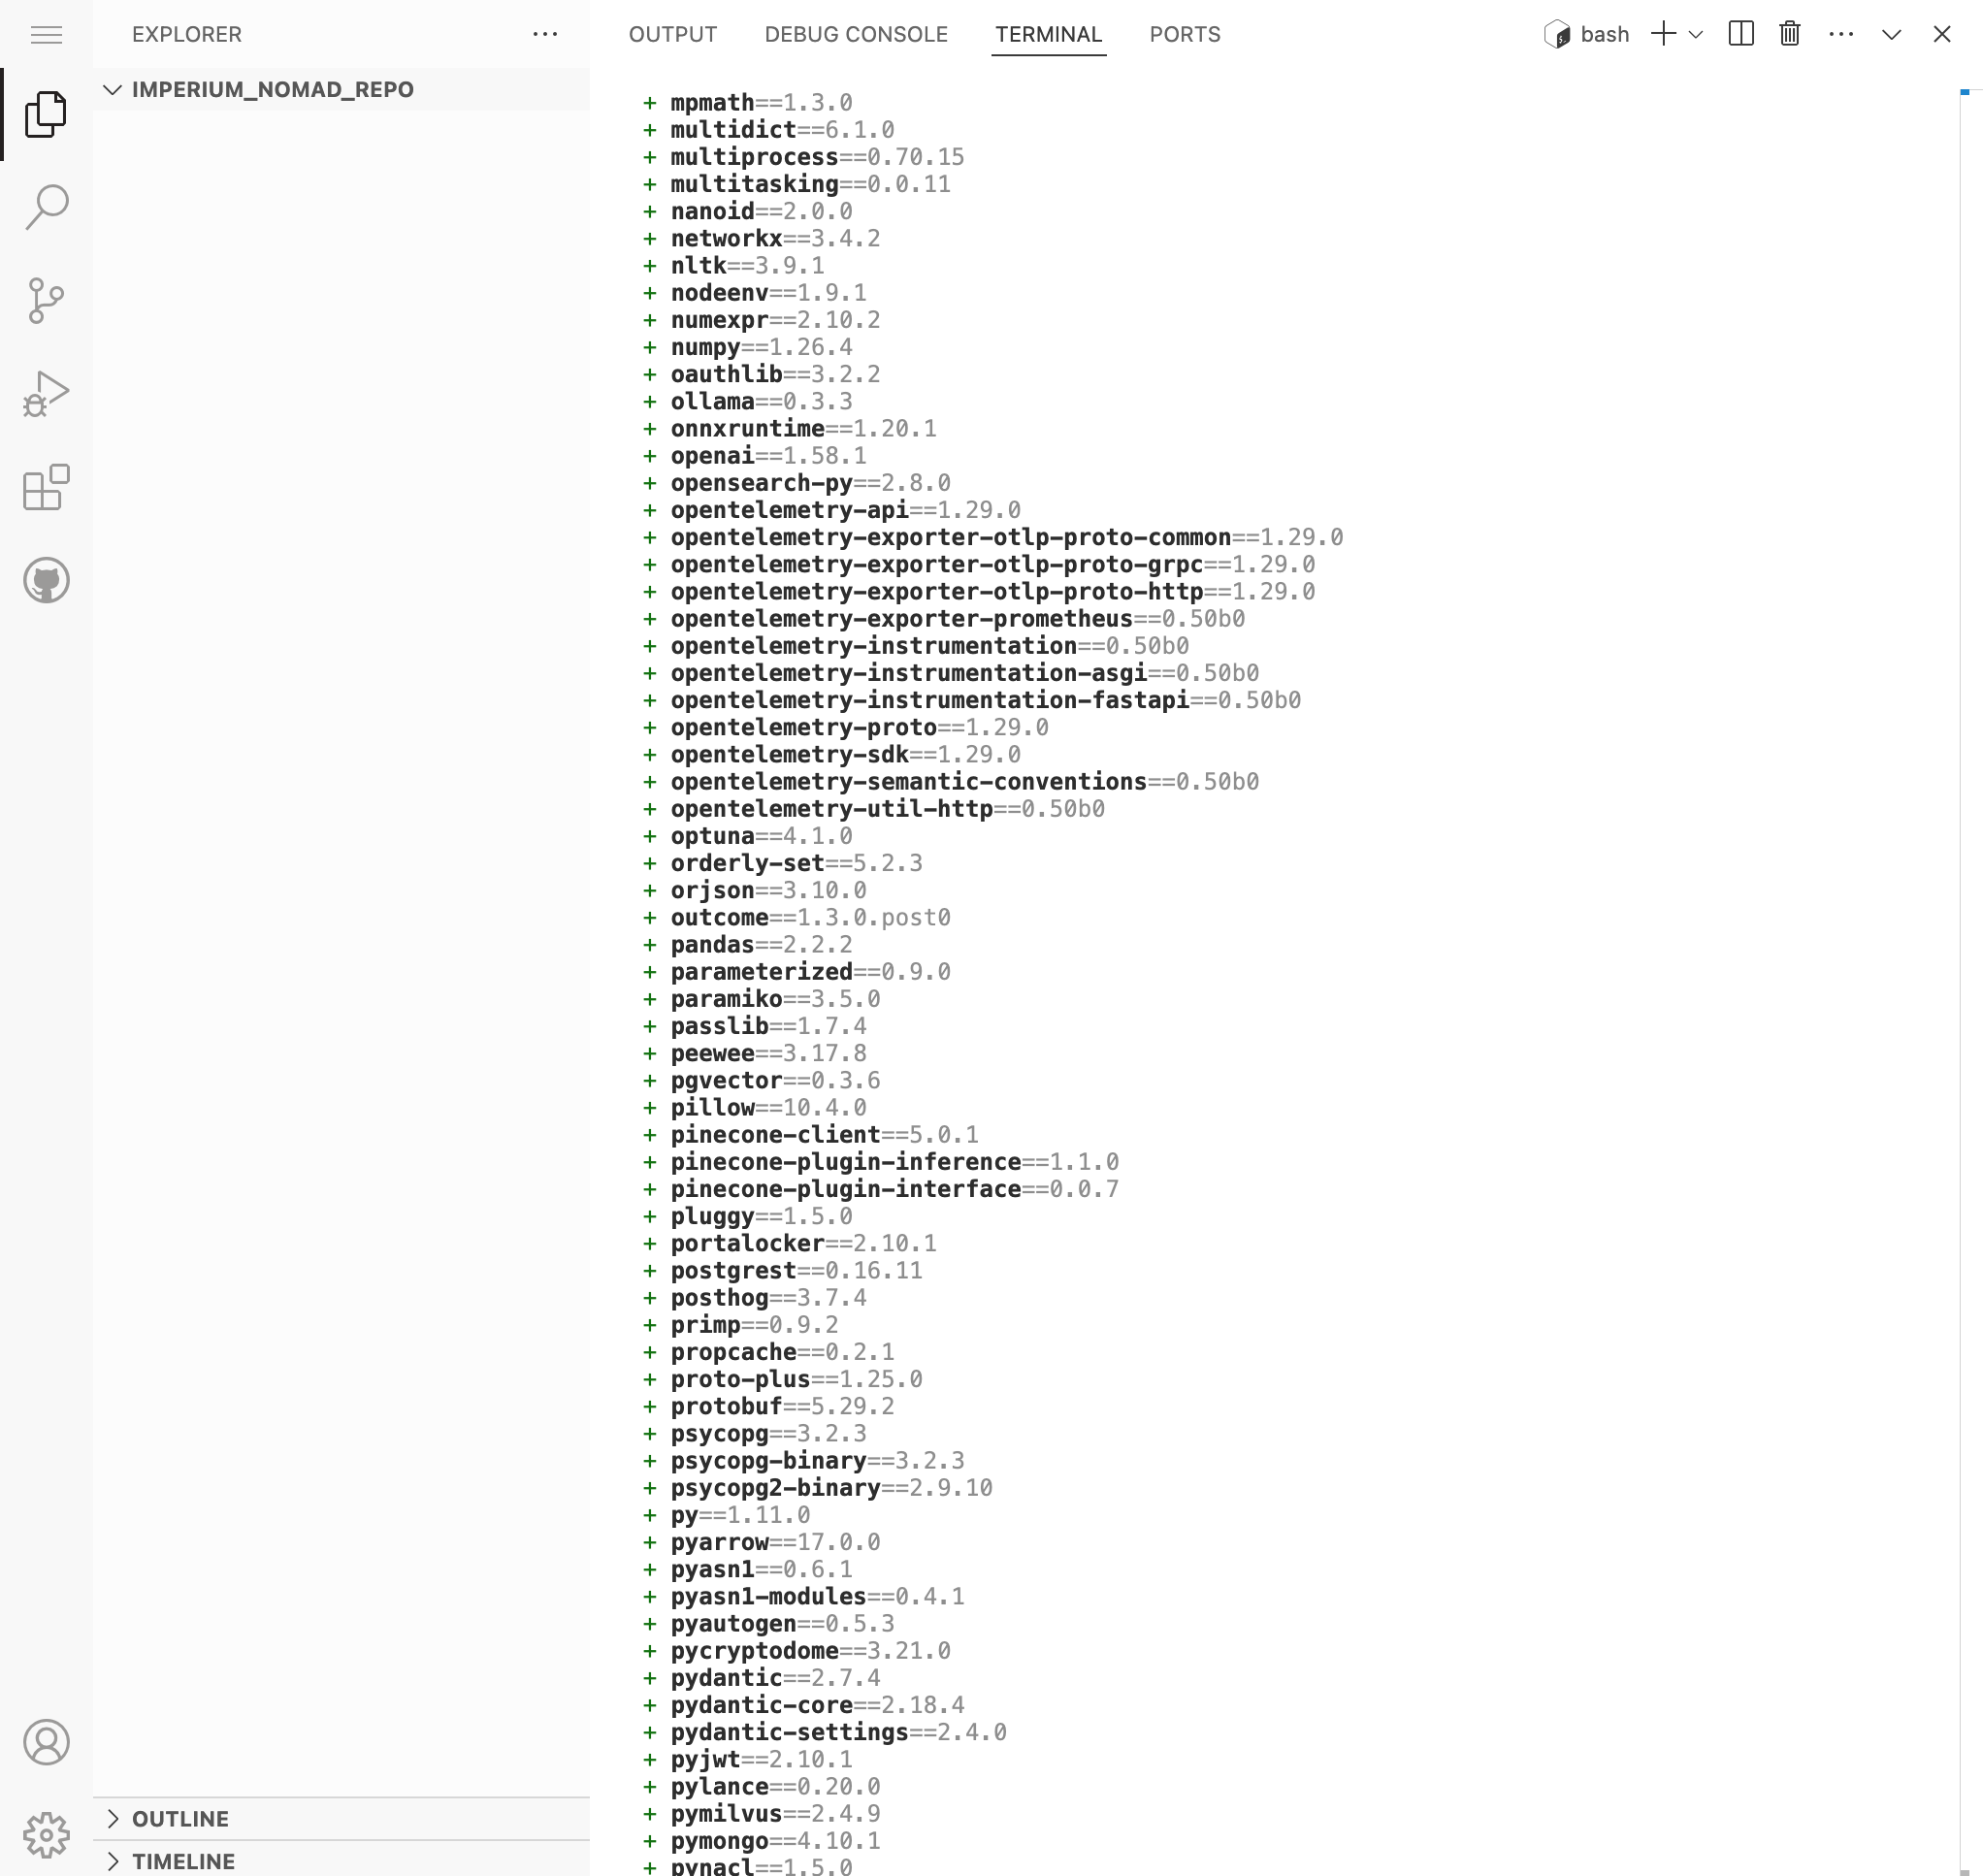 EXPLORER
IMPERIUM_NOMAD_REPO
OUTLINE
TIMELINE
OUTPUT DEBUG CONSOLE TERMINAL PORTS bash
+ mpmath==1.3.0
+ multidict==6.1.0
+ multiprocess==0.70.15
+ multitasking==0.0.11
+ nanoid==2.0.0
+ networkx==3.4.2
+ nltk==3.9.1
+ nodeenv==1.9.1
+ numexpr==2.10.2
+ numpy==1.26.4
+ oauthlib==3.2.2
+ ollama==0.3.3
+ onnxruntime==1.20.1
+ openai==1.58.1
+ opensearch-py==2.8.0
+ opentelemetry-api==1.29.0
+ opentelemetry-exporter-otlp-proto-common==1.29.0
+ opentelemetry-exporter-otlp-proto-grpc==1.29.0
+ opentelemetry-exporter-otlp-proto-http==1.29.0
+ opentelemetry-exporter-prometheus==0.50b0
+ opentelemetry-instrumentation==0.50b0
+ opentelemetry-instrumentation-asgi==0.50b0
+ opentelemetry-instrumentation-fastapi==0.50b0
+ opentelemetry-proto==1.29.0
+ opentelemetry-sdk==1.29.0
+ opentelemetry-semantic-conventions==0.50b0
+ opentelemetry-util-http==0.50b0
+ optuna==4.1.0
+ orderly-set==5.2.3
+ orjson==3.10.0
+ outcome==1.3.0.post0
+ pandas==2.2.2
+ parameterized==0.9.0
+ paramiko==3.5.0
+ passlib==1.7.4
+ peewee==3.17.8
+ pgvector==0.3.6
+ pillow==10.4.0
+ pinecone-client==5.0.1
+ pinecone-plugin-inference==1.1.0
+ pinecone-plugin-interface==0.0.7
+ pluggy==1.5.0
+ portalocker==2.10.1
+ postgrest==0.16.11
+ posthog==3.7.4
+ primp==0.9.2
+ propcache==0.2.1
+ proto-plus==1.25.0
+ protobuf==5.29.2
+ psycopg==3.2.3
+ psycopg-binary==3.2.3
+ psycopg2-binary==2.9.10
+ py==1.11.0
+ pyarrow==17.0.0
+ pyasn1==0.6.1
+ pyasn1-modules==0.4.1
+ pyautogen==0.5.3
+ pycryptodome==3.21.0
+ pydantic==2.7.4
+ pydantic-core==2.18.4
+ pydantic-settings==2.4.0
+ pyjwt==2.10.1
+ pylance==0.20.0
+ pymilvus==2.4.9
+ pymongo==4.10.1
+ pynacl==1.5.0